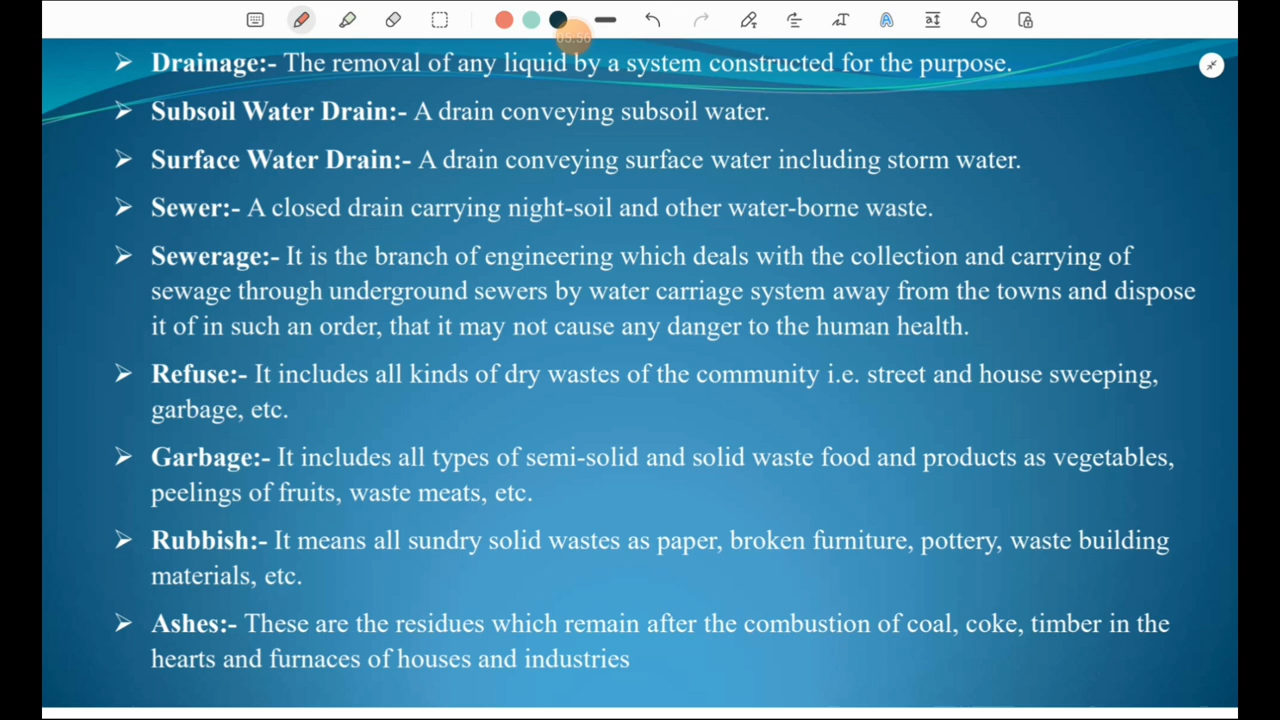 05:56
Drainage:- The removal of any liquid by a system constructed for the purpose.
Subsoil Water Drain:- A drain conveying subsoil water.
Surface Water Drain:- A drain conveying surface water including storm water.
Sewer:- A closed drain carrying night-soil and other water-borne waste.
Sewerage:- It is the branch of engineering which deals with the collection and carrying of
sewage through underground sewers by water carriage system away from the towns and dispose
it of in such an order, that it may not cause any danger to the human health.
Refuse:- It includes all kinds of dry wastes of the community i.e. street and house sweeping,
garbage, etc.
Garbage:- It includes all types of semi-solid and solid waste food and products as vegetables,
peelings of fruits, waste meats, etc.
Rubbish:- It means all sundry solid wastes as paper, broken furniture, pottery, waste building
materials, etc.
Ashes:- These are the residues which remain after the combustion of coal, coke, timber in the
hearts and furnaces of houses and industries